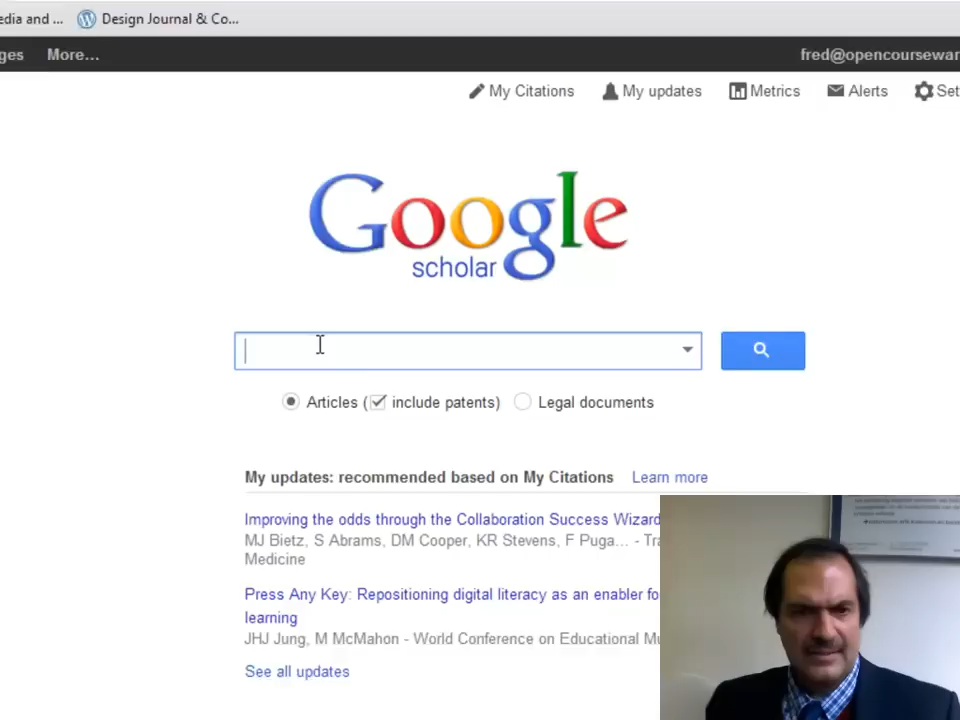 edia and ... Design Journal & Co...
ges More... fred@opencoursewar
My Citations My updates Metrics Alerts Set
Google
scholar
Articles ( include patents) Legal documents
My updates: recommended based on My Citations Learn more
Improving the odds through the Collaboration Success Wizard
MJ Bietz, S Abrams, DM Cooper, KR Stevens, F Puga... - Tra
Medicine
Press Any Key: Repositioning digital literacy as an enabler fo
learning
JHJ Jung, M McMahon - World Conference on Educational Mu
See all updates